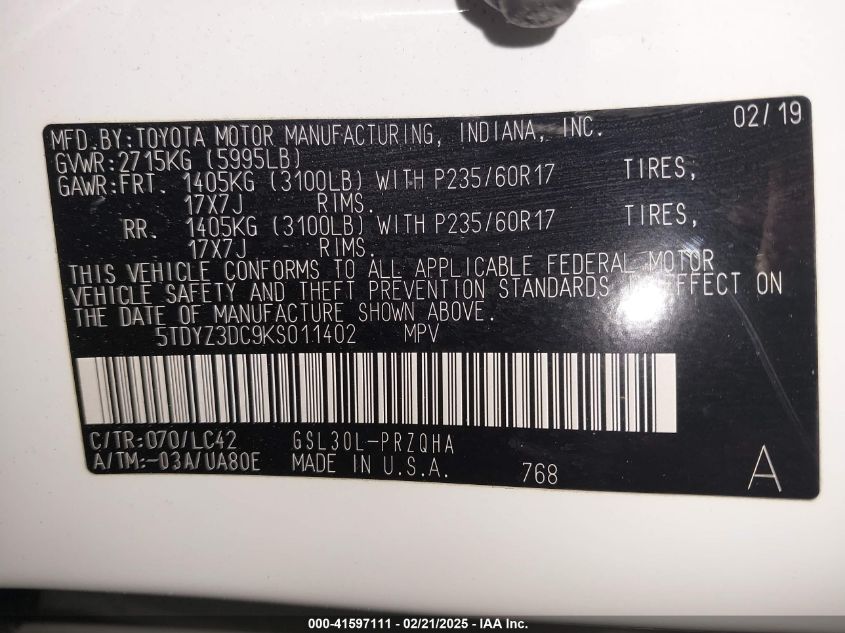 02/19
MFD.BY:TOYOTA MOTOR MANUFACTURING, INDIANA, INC.
GVWR:2715KG (5995LB)
GAWR:FRT. 1405KG (3100LB) WITH P235/60R17 TIRES,
17X7J RIMS.
RR. 1405KG (3100LB) WITH P235/60R17 TIRES,
17X7J RIMS.
THIS VEHICLE CONFORMS TO ALL APPLICABLE FEDERAL MOTOR
VEHICLE SAFETY AND THEFT PREVENTION STANDARDS IN EFFECT ON
THE DATE OF MANUFACTURE SHOWN ABOVE.
5TDYZ3DC9KS011402 MPV
C/TR:070/LC42 GSL30L-PRZQHA
A/TM:-03A/UA80E MADE IN U.S.A. 768 A
000-41597111 — 02/21/2025 — IAA Inc.